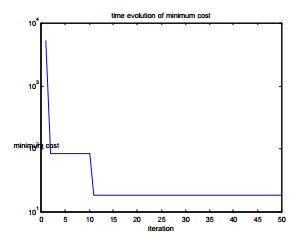 time evolution of minimum cost
10^4
10^3
minimum cost
10^2
10^1
0 5 10 15 20 25 30 35 40 45 50
iteration